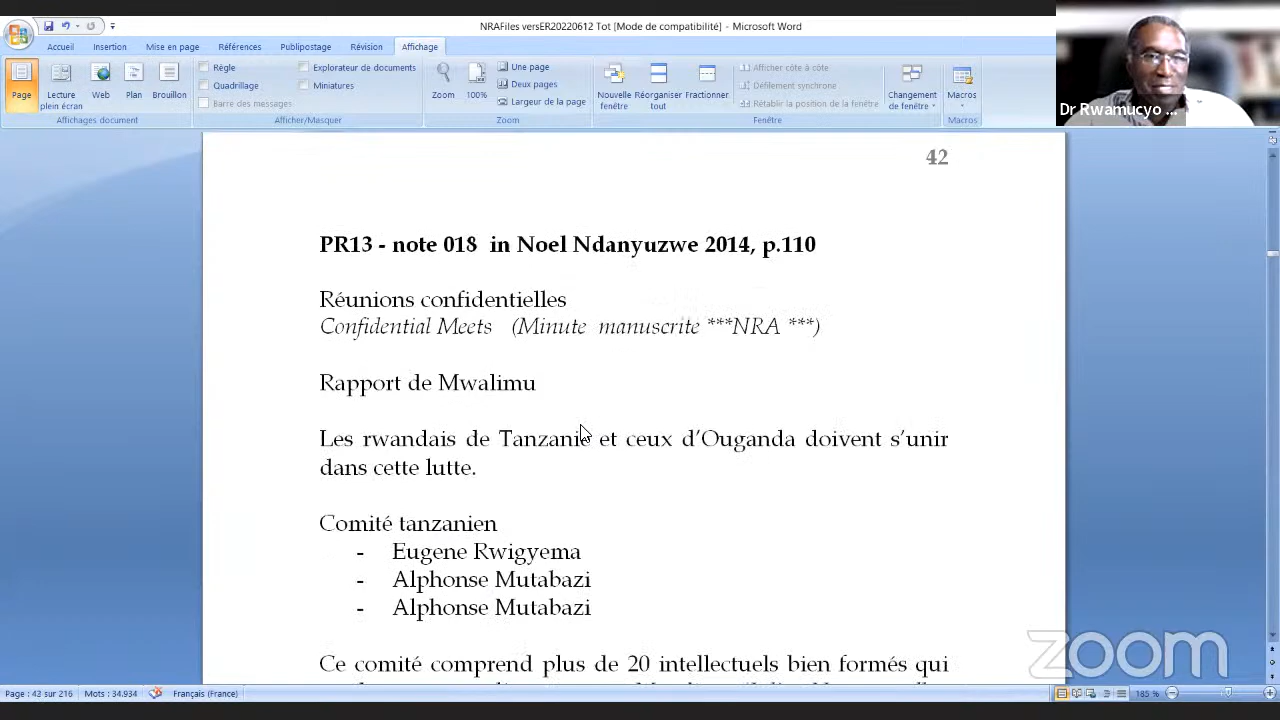 NRAFiles versER20220612 Tot [Mode de compatibilité] - Microsoft Word
Accueil Insertion Mise en page Références Publipostage Révision Affichage
Page
Lecture plein écran
Web
Plan
Brouillon
Affichages document
Règle
Quadrillage
Barre des messages
Explorateur de documents
Miniatures
Afficher/Masquer
Zoom
100%
Une page
Deux pages
Largeur de la page
Zoom
Nouvelle fenêtre
Réorganiser tout
Fractionner
Afficher côte à côte
Défilement synchrone
Rétablir la position de la fenêtre
Fenêtre
Changement de fenêtre
Macros
Macros
Dr Rwamucyo ...
42
PR13 - note 018 in Noel Ndanyuzwe 2014, p.110
Réunions confidentielles
Confidential Meets (Minute manuscrite ***NRA ***)
Rapport de Mwalimu
Les rwandais de Tanzanie et ceux d’Ouganda doivent s’unir
dans cette lutte.
Comité tanzanien
- Eugene Rwigyema
- Alphonse Mutabazi
- Alphonse Mutabazi
Ce comité comprend plus de 20 intellectuels bien formés qui
zoom
Page : 43 sur 216 Mots : 34.934 Français (France) 185 %